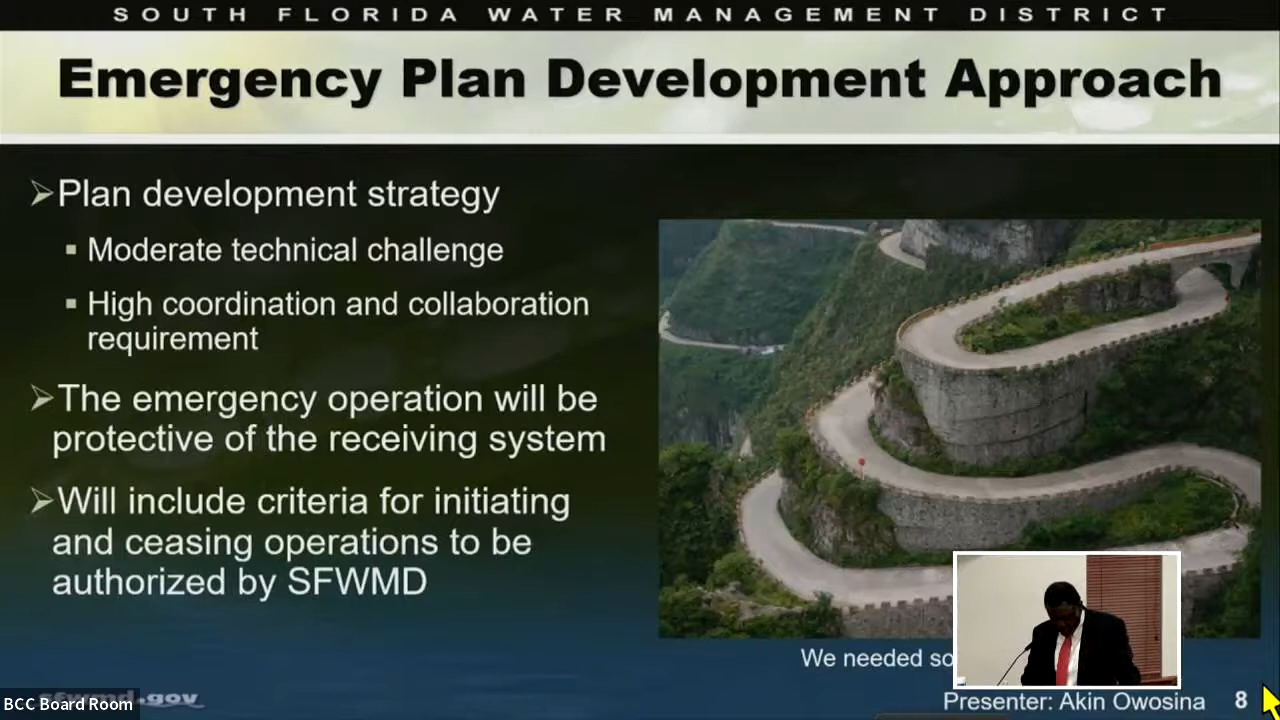 SOUTH FLORIDA WATER MANAGEMENT DISTRICT
Emergency Plan Development Approach
➢Plan development strategy
▪ Moderate technical challenge
▪ High coordination and collaboration
requirement
➢The emergency operation will be
protective of the receiving system
➢Will include criteria for initiating
and ceasing operations to be
authorized by SFWMD
We needed
sfwmd.gov
BCC Board Room
Presenter: Akin Owosina 8